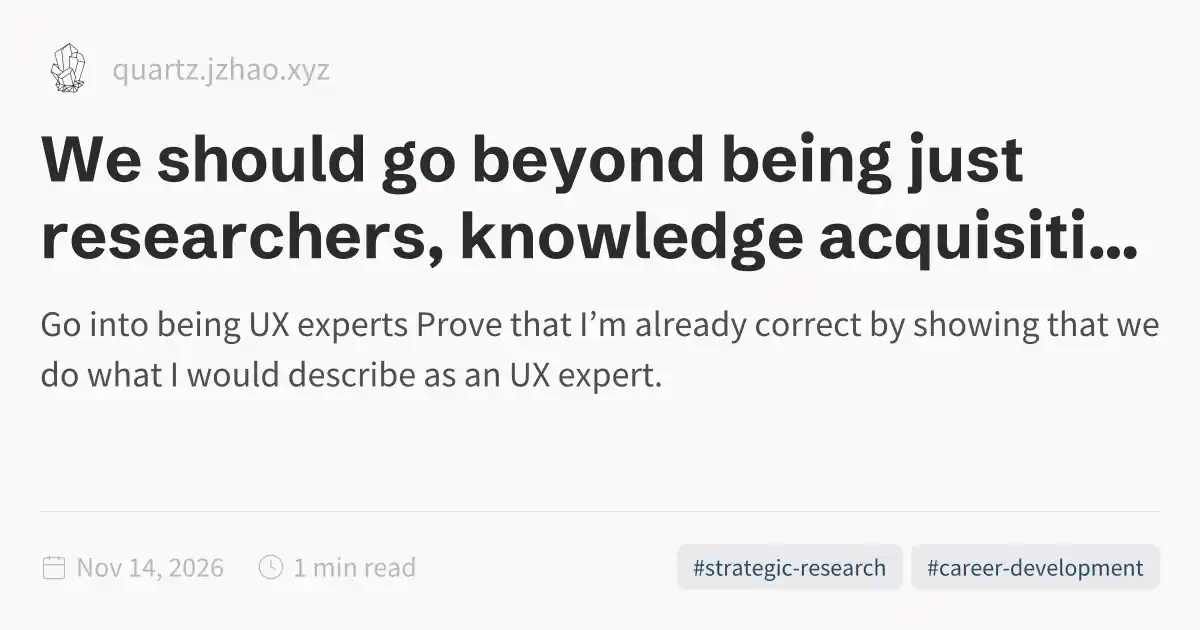 quartz.jzhao.xyz
We should go beyond being just
researchers, knowledge acquisiti...
Go into being UX experts Prove that I’m already correct by showing that we
do what I would describe as an UX expert.
Nov 14, 2026
1 min read
#strategic-research
#career-development